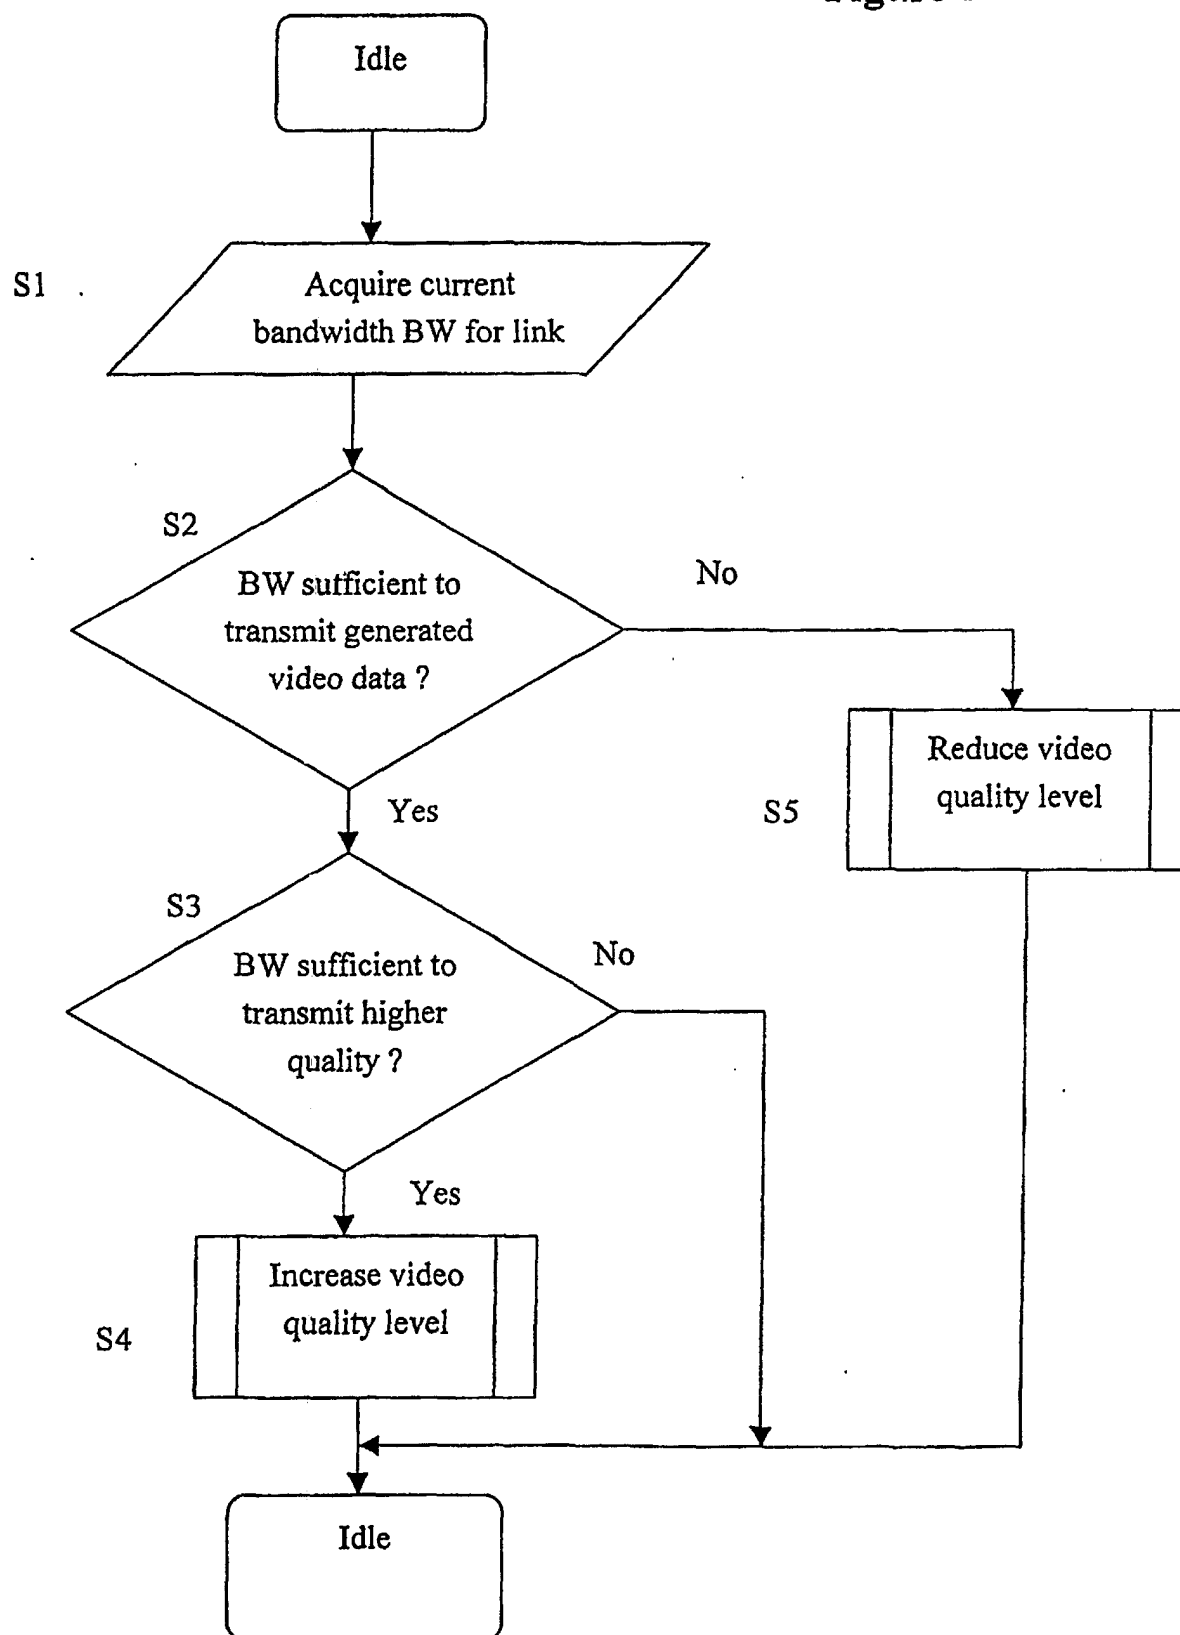 Idle
S1
Acquire current
bandwidth BW for link
S2
BW sufficient to
transmit generated
video data ?
No
Yes
Reduce video
quality level
S5
S3
BW sufficient to
transmit higher
quality ?
No
Yes
Increase video
quality level
S4
Idle